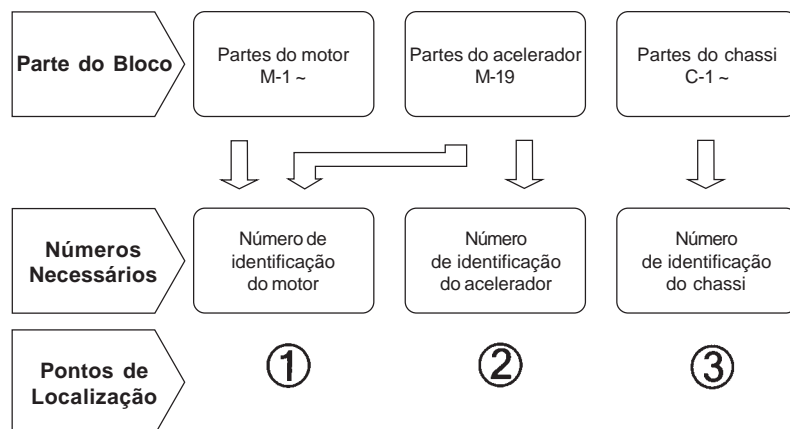 Parte do Bloco
Partes do motor
M-1 ~
Partes do acelerador
M-19
Partes do chassi
C-1 ~
Números
Necessários
Número de
identificação
do motor
Número
de identificação
do acelerador
Número
de identificação
do chassi
Pontos de
Localização
①
②
③